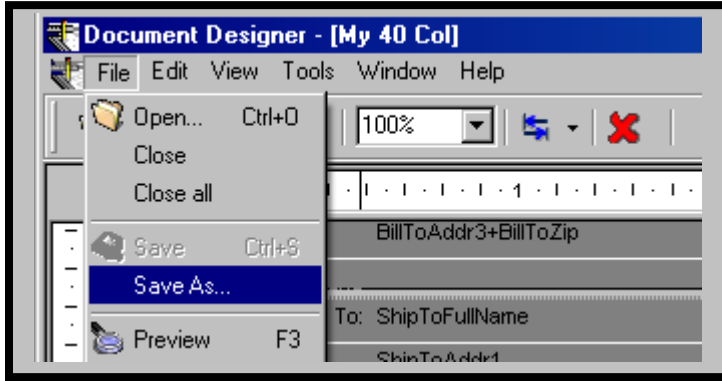 Document Designer - [My 40 Col]
File Edit View Tools Window Help
Open... Ctrl+O
100%
Close
Close all
1
Save Ctrl+S
BillToAddr3+BillToZip
Save As...
To: ShipToFullName
Preview F3
ShipToAddr1